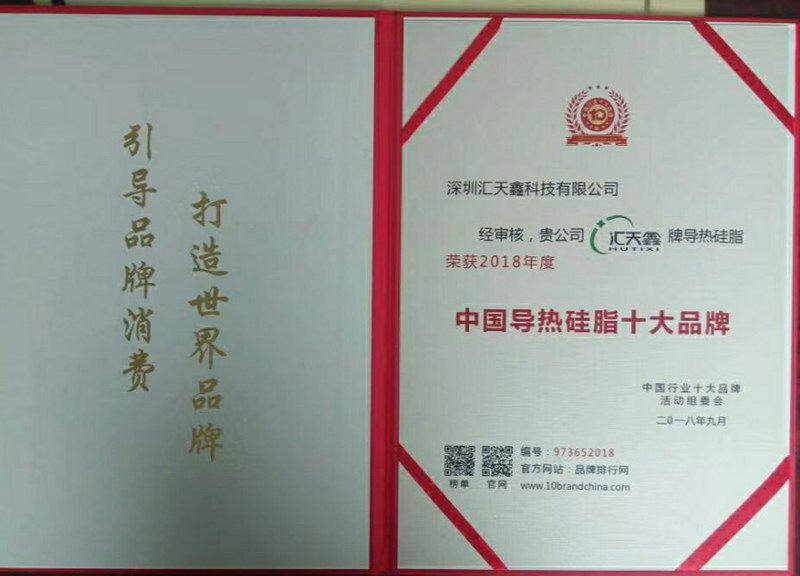 引导品牌消费
打造世界品牌
10
深圳汇天鑫科技有限公司
经审核，贵公司 汇天鑫 牌导热硅脂
HUTIXI
荣获2018年度
中国导热硅脂十大品牌
中国行业十大品牌
活动组委会
二〇一八年九月
编号：973652018
官方网站：品牌排行网
www.10brandchina.com
榜单 官网